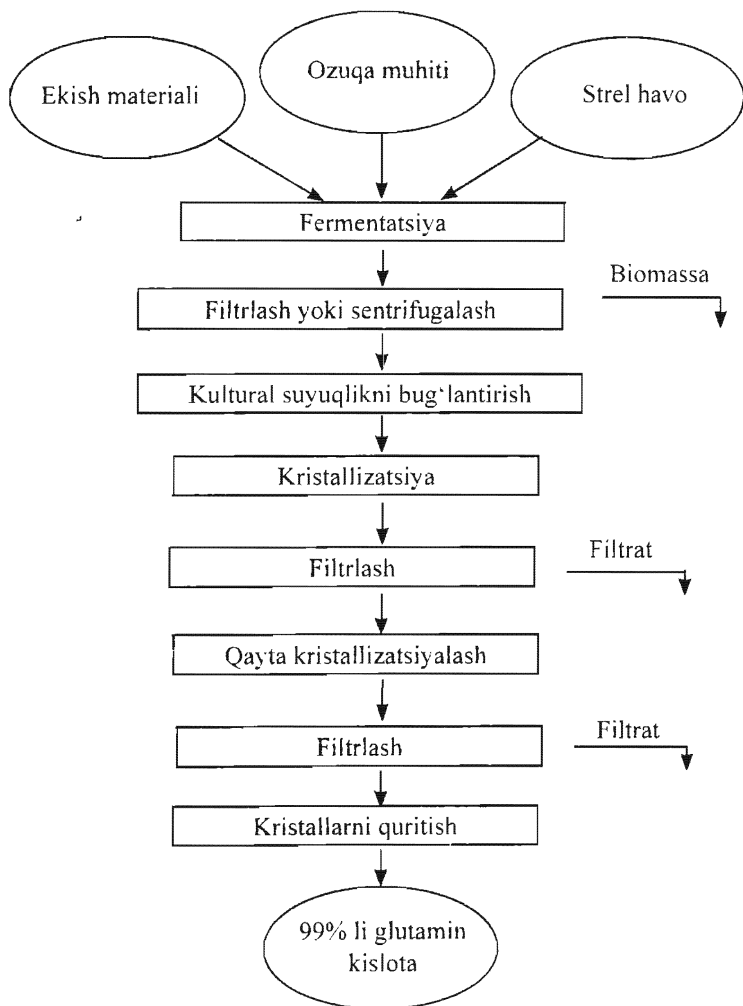 Ekish materiali
Ozuqa muhiti
Strel havo
Fermentatsiya
Filtrlash yoki sentrifugalash
Biomassa
Kultural suyuqlikni bug‘lantirish
Kristallizatsiya
Filtrlash
Filtrat
Qayta kristallizatsiyalash
Filtrlash
Filtrat
Kristallarni quritish
99% li glutamin
kislota